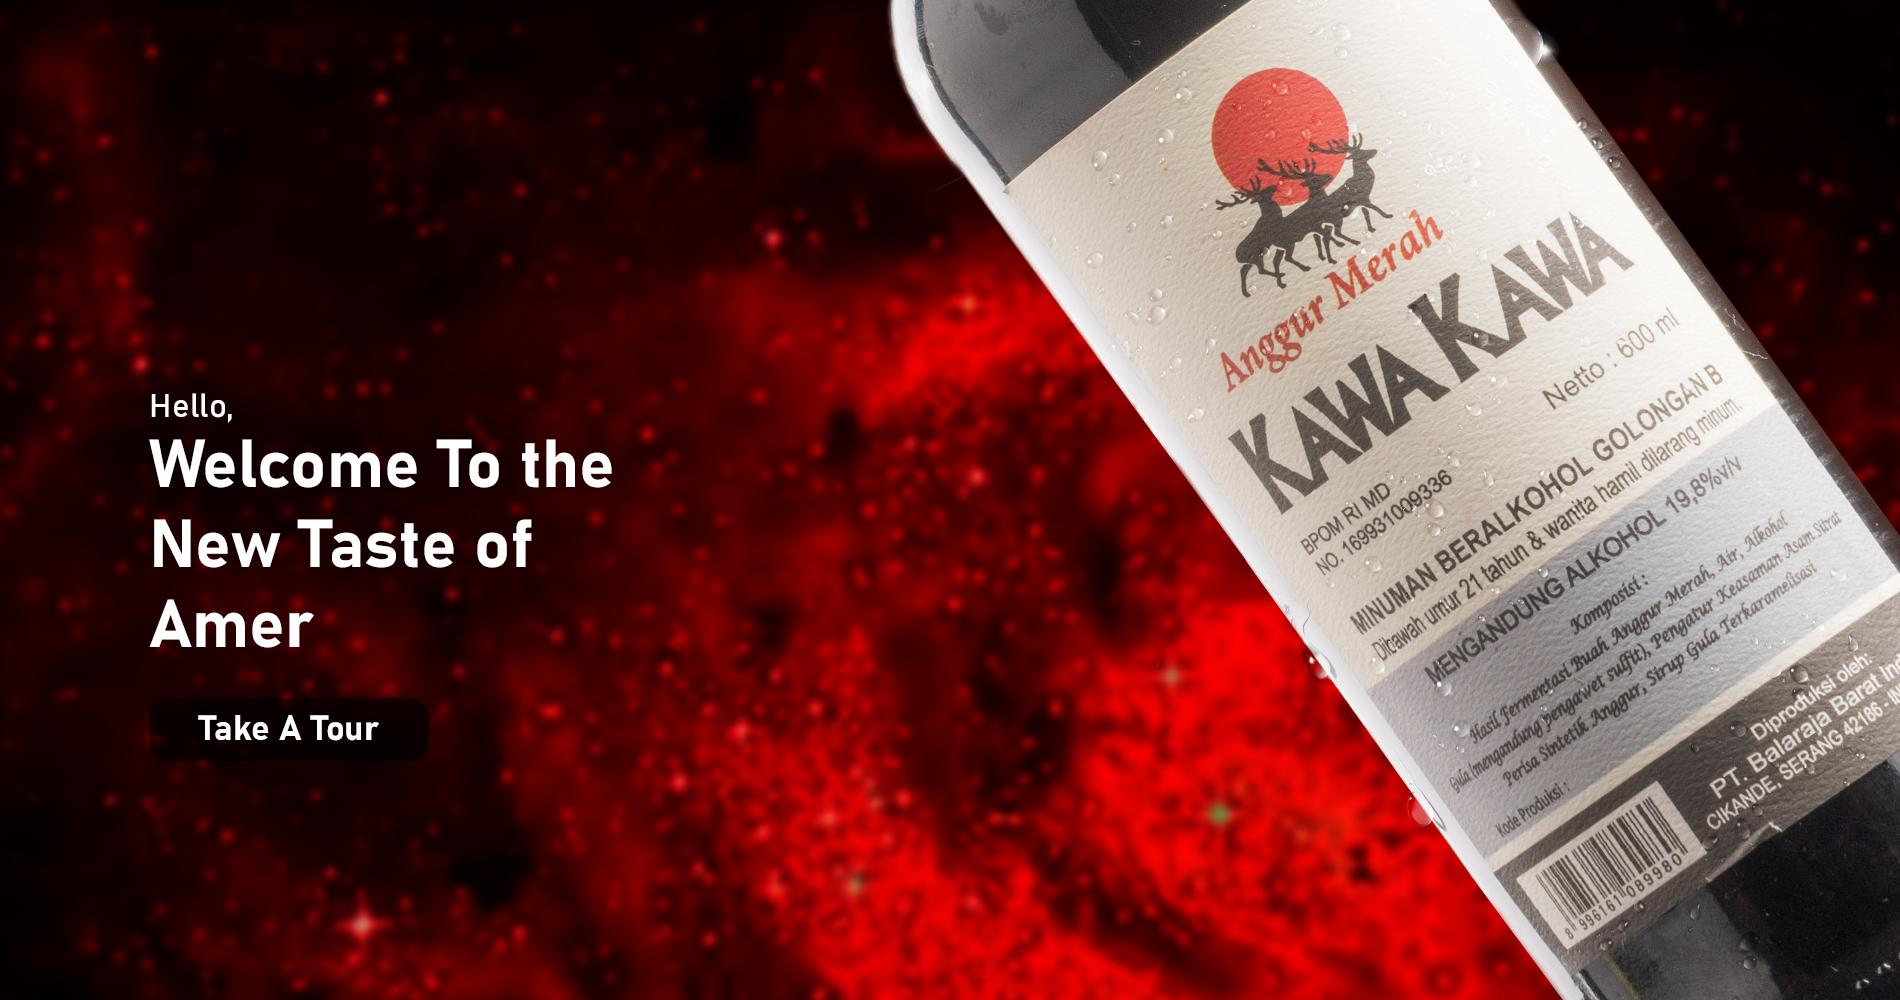 Hello,
Welcome To the
New Taste of
Amer
Take A Tour
Anggur Merah
KAWA KAWA
Netto : 600 ml
BPOM RI MD
NO. 169931009336
MINUMAN BERALKOHOL GOLONGAN B
Dibawah umur 21 tahun & wanita hamil dilarang minum.
MENGANDUNG ALKOHOL 19,8%v/v
Komposisi :
Hasil Fermentasi Buah Anggur Merah, Air, Alkohol
Gula (mengandung pengawet sulfit), Pengatur Keasaman Asam Sitrat
Perisa Sintetik Anggur, Sirup Gula Terkaramelisasi
Kode Produksi :
Diproduksi oleh:
PT. Balaraja Barat
CIKANDE, SERANG 42186 -
8 996161 089980